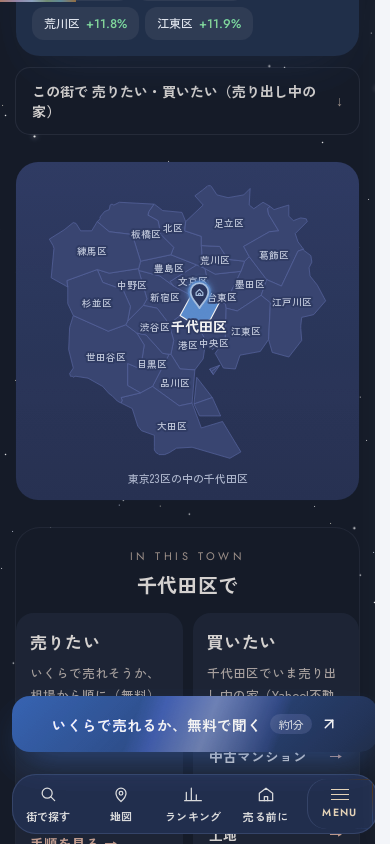 荒川区 +11.8% 江東区 +11.9%
この街で 売りたい・買いたい（売り出し中の
家） ↓
足立区
北区
板橋区
練馬区
葛飾区
荒川区
豊島区
文京区
中野区
墨田区
新宿区
台東区
杉並区
江戸川区
渋谷区
千代田区
江東区
港区
中央区
世田谷区
目黒区
品川区
大田区
東京23区の中の千代田区
IN THIS TOWN
千代田区で
売りたい
いくらで売れそうか、
相場から順に（無料）
買いたい
千代田区でいま売り出
し中の家（Yahoo!不動
いくらで売れるか、無料で聞く 約1分
中古マンション →
街で探す 地図 ランキング 売る前に MENU
手順を見る →
土地 →